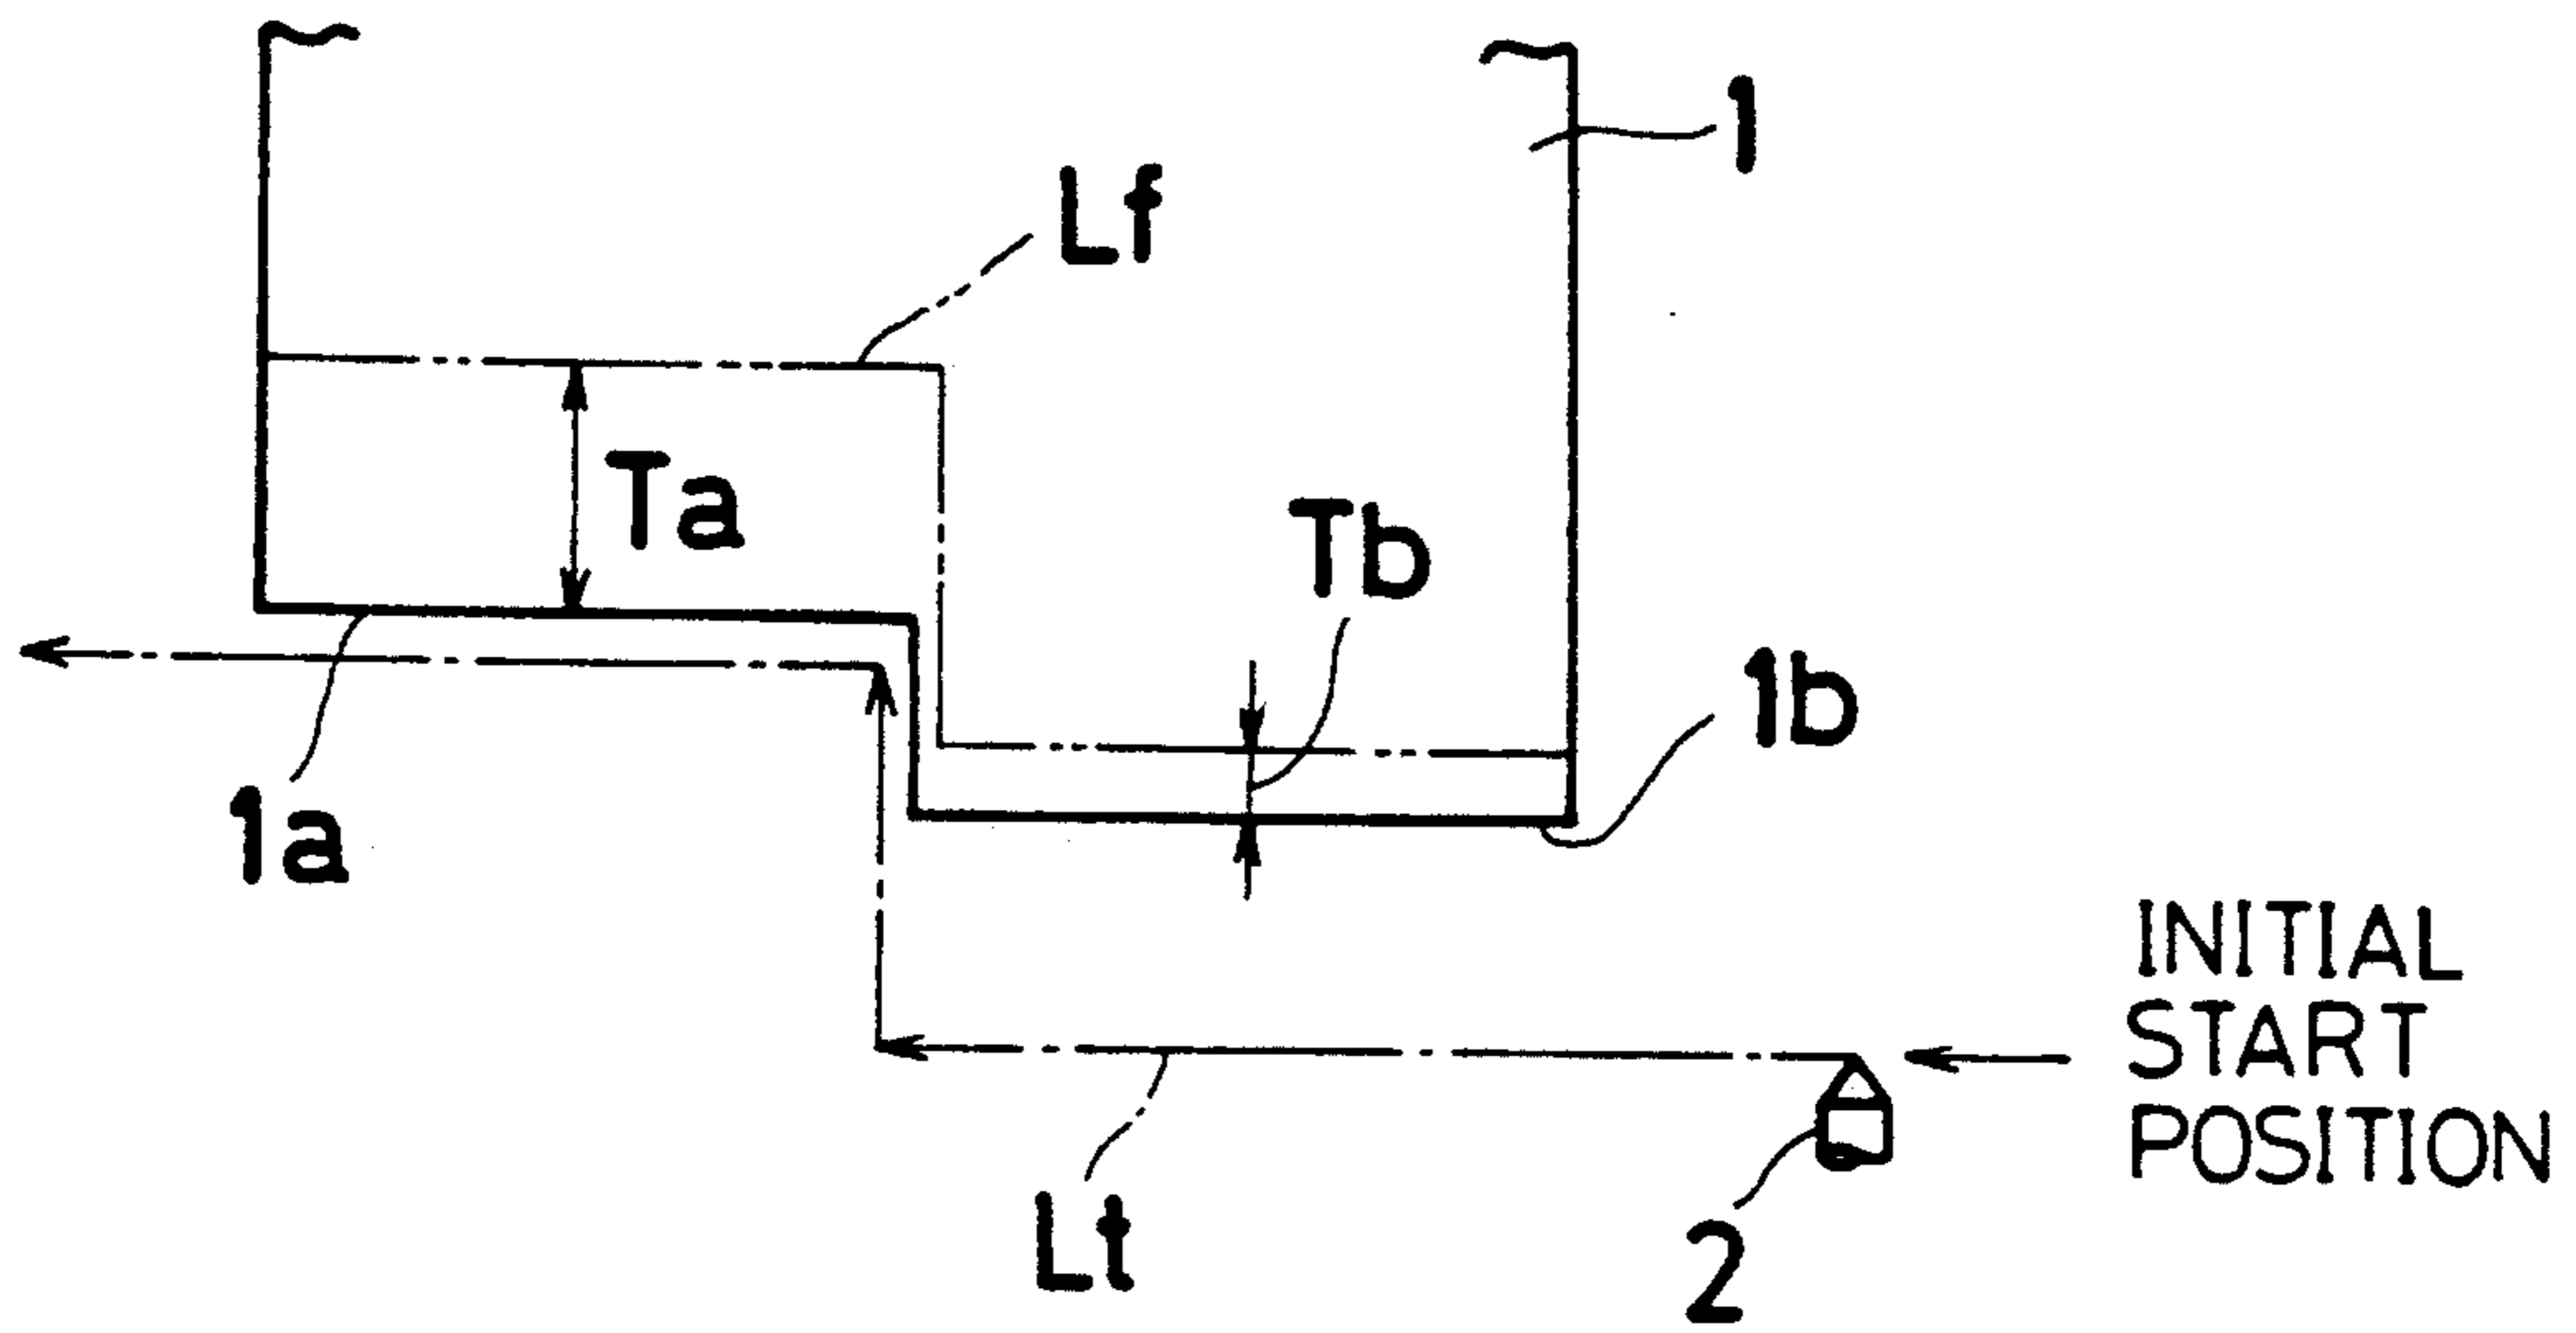 1
Lf
Ta
Tb
1b
1a
INITIAL
START
POSITION
Lt
2